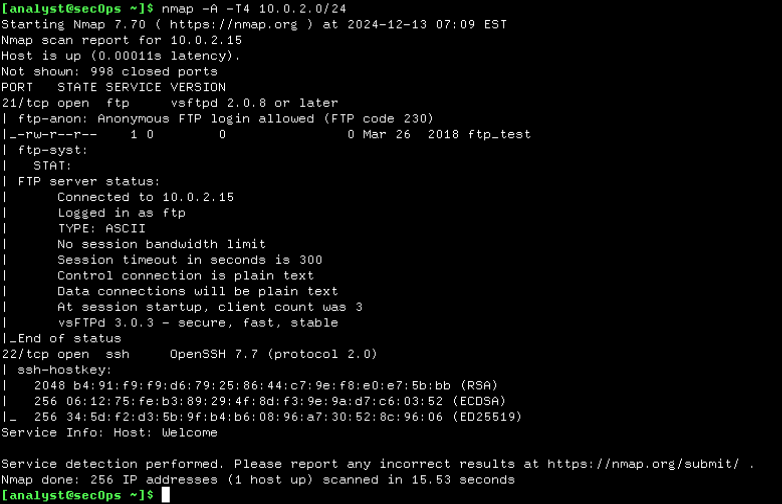 [analyst@secOps ~]$ nmap -A -T4 10.0.2.0/24
Starting Nmap 7.70 ( https://nmap.org ) at 2024-12-13 07:09 EST
Nmap scan report for 10.0.2.15
Host is up (0.00011s latency).
Not shown: 998 closed ports
PORT   STATE SERVICE VERSION
21/tcp open  ftp     vsftpd 2.0.8 or later
| ftp-anon: Anonymous FTP login allowed (FTP code 230)
|_-rw-r--r--    1 0        0               0 Mar 26  2018 ftp_test
| ftp-syst:
|   STAT:
| FTP server status:
|      Connected to 10.0.2.15
|      Logged in as ftp
|      TYPE: ASCII
|      No session bandwidth limit
|      Session timeout in seconds is 300
|      Control connection is plain text
|      Data connections will be plain text
|      At session startup, client count was 3
|      vsFTPd 3.0.3 - secure, fast, stable
|_End of status
22/tcp open  ssh     OpenSSH 7.7 (protocol 2.0)
| ssh-hostkey:
|   2048 b4:91:f9:f9:d6:79:25:86:44:c7:9e:f8:e0:e7:5b:bb (RSA)
|   256 06:12:75:fe:b3:89:29:4f:8d:f3:9e:9a:d7:c6:03:52 (ECDSA)
|_  256 34:5d:f2:d3:5b:9f:b4:b6:08:96:a7:30:52:8c:96:06 (ED25519)
Service Info: Host: Welcome

Service detection performed. Please report any incorrect results at https://nmap.org/submit/ .
Nmap done: 256 IP addresses (1 host up) scanned in 15.53 seconds
[analyst@secOps ~]$